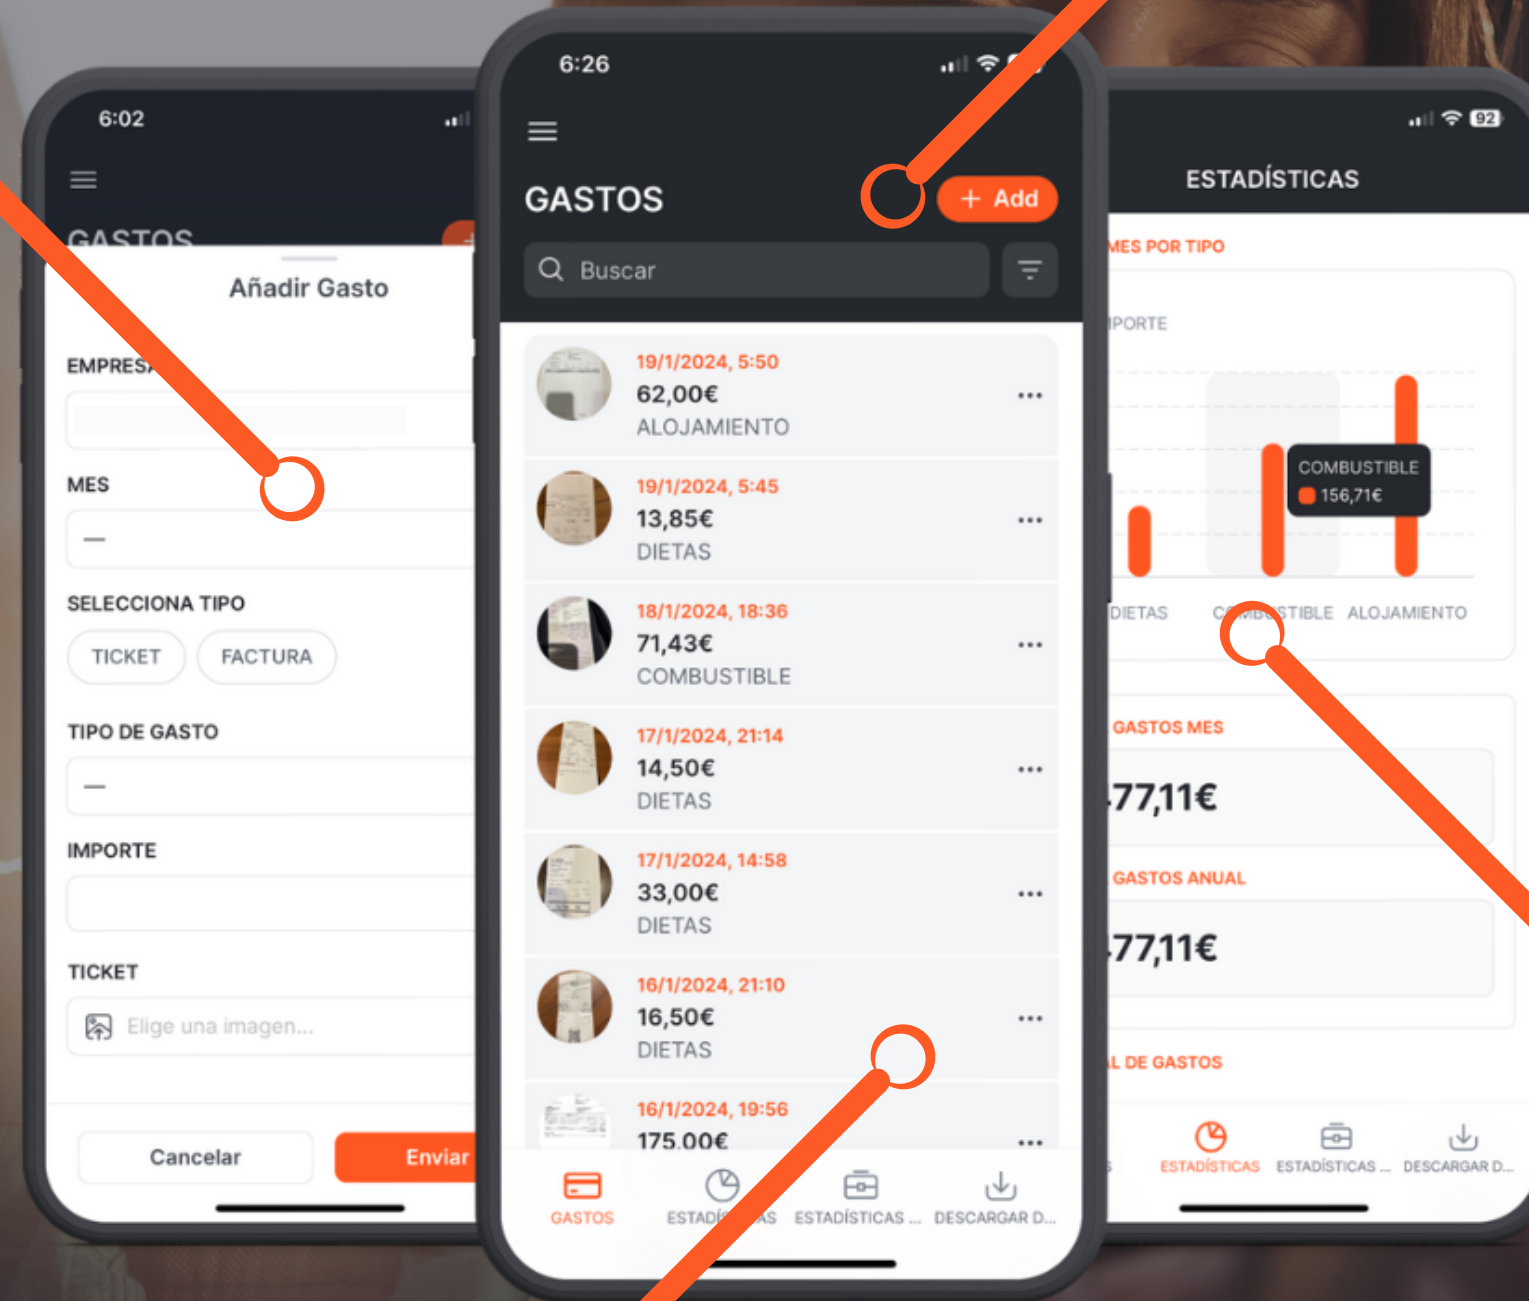 6:02
GASTOS
Añadir Gasto
EMPRESA
MES
—
SELECCIONA TIPO
TICKET FACTURA
TIPO DE GASTO
—
IMPORTE
TICKET
Elige una imagen...
Cancelar Enviar
6:26
GASTOS
+ Add
Buscar
19/1/2024, 5:50
62,00€
ALOJAMIENTO
19/1/2024, 5:45
13,85€
DIETAS
18/1/2024, 18:36
71,43€
COMBUSTIBLE
17/1/2024, 21:14
14,50€
DIETAS
17/1/2024, 14:58
33,00€
DIETAS
16/1/2024, 21:10
16,50€
DIETAS
16/1/2024, 19:56
175,00€
GASTOS ESTADÍSTICAS ESTADÍSTICAS ... DESCARGAR D...
92
ESTADÍSTICAS
MES POR TIPO
IMPORTE
COMBUSTIBLE
156,71€
DIETAS COMBUSTIBLE ALOJAMIENTO
GASTOS MES
77,11€
GASTOS ANUAL
77,11€
L DE GASTOS
ESTADÍSTICAS ESTADÍSTICAS ... DESCARGAR D...